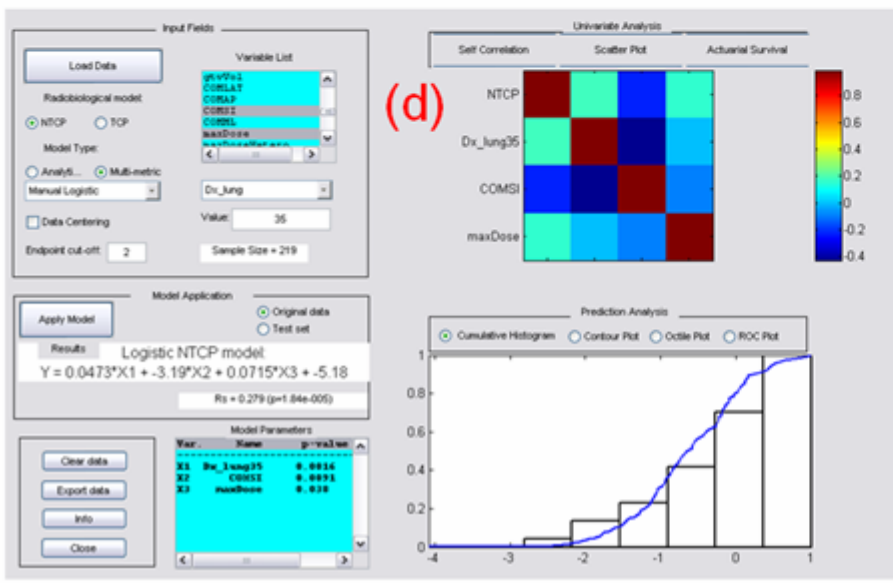 Input Fields
Load Data
Variable List
gtvVol
COMLAT
COMAP
COMSI
COMML
maxDose
maxDoseHetero
Radiobiological model:
NTCP
TCP
Model Type:
Analyti...
Multi-metric
Manual Logistic
Dx_lung
Data Centering
Value:
35
Endpoint cut-off:
2
Sample Size = 219
Model Application
Apply Model
Original data
Test set
Results
Logistic NTCP model:
Y = 0.0473*X1 + -3.19*X2 + 0.0715*X3 + -5.18
Rs = 0.279 (p=1.84e-005)
Clear data
Export data
Info
Close
Model Parameters
Var. Name p-value
X1 Dx_lung35 0.0016
X2 COMSI 0.0091
X3 maxDose 0.038
Univariate Analysis
Self Correlation
Scatter Plot
Actuarial Survival
(d)
NTCP
Dx_lung35
COMSI
maxDose
0.8
0.6
0.4
0.2
0
-0.2
-0.4
Prediction Analysis
Cumulative Histogram
Contour Plot
Octile Plot
ROC Plot
1
0.8
0.6
0.4
0.2
0
-4 -3 -2 -1 0 1